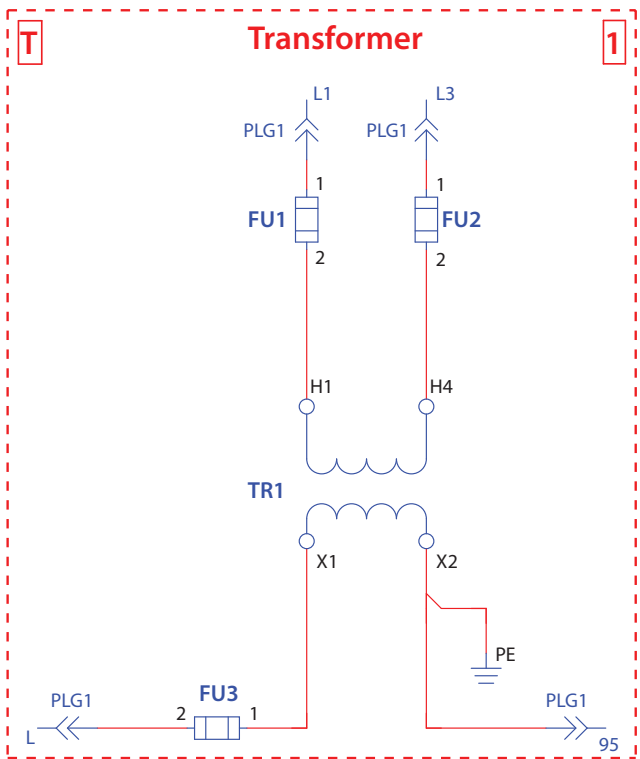 T Transformer 1
L1 L3
PLG1 PLG1
1 1
FU1 FU2
2 2
H1 H4
TR1
X1 X2
PE
PLG1 FU3 PLG1
2 1
L 95